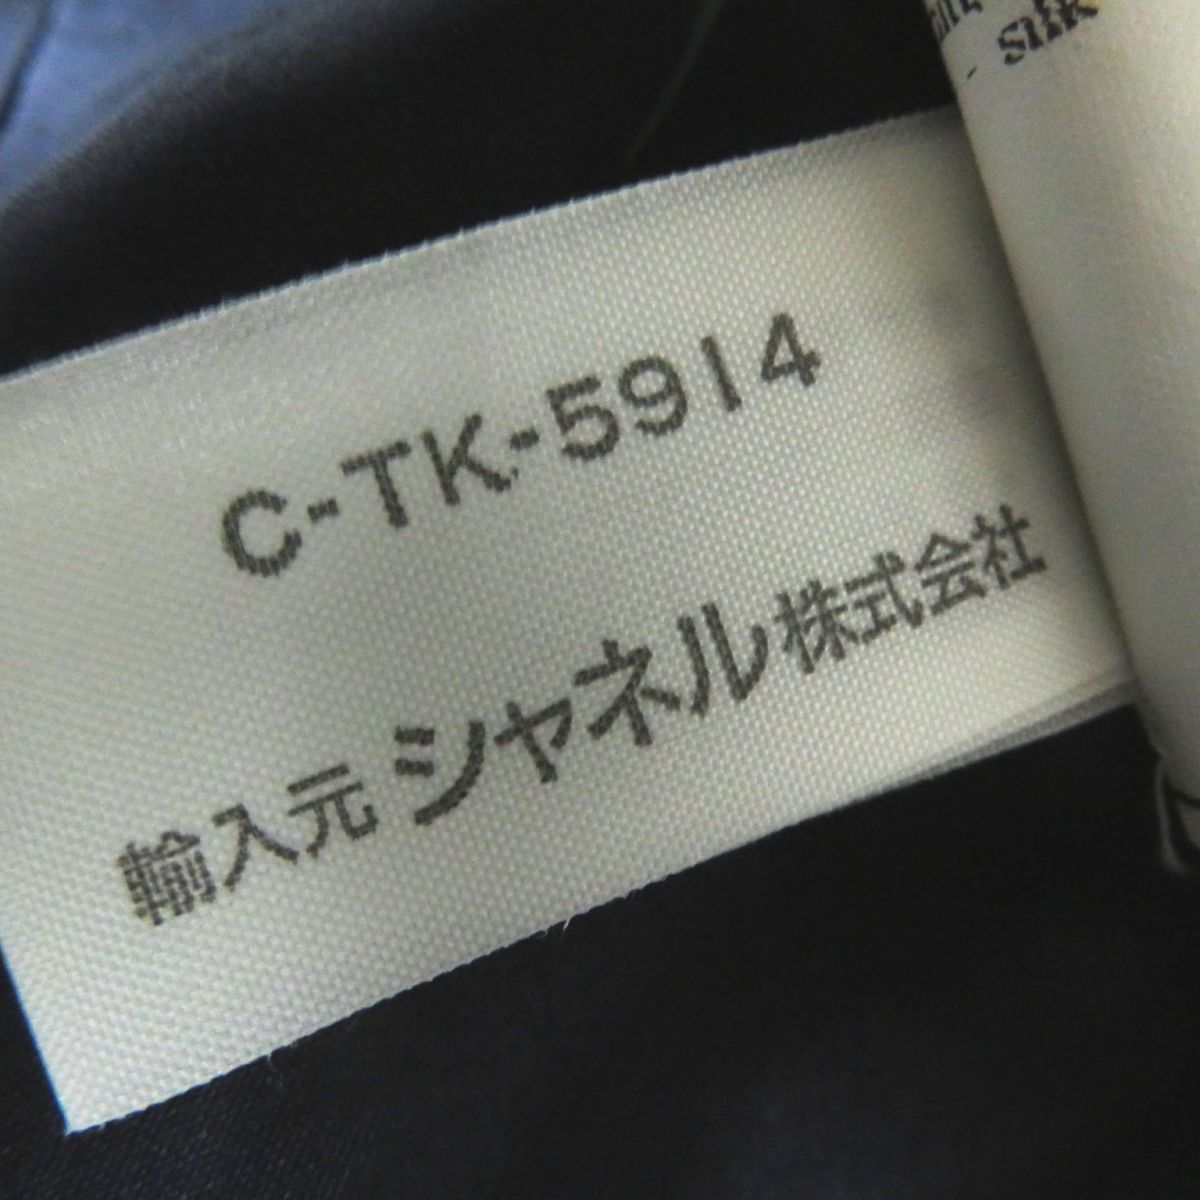 silk
C-TK-5914
輸入元 シャネル株式会社